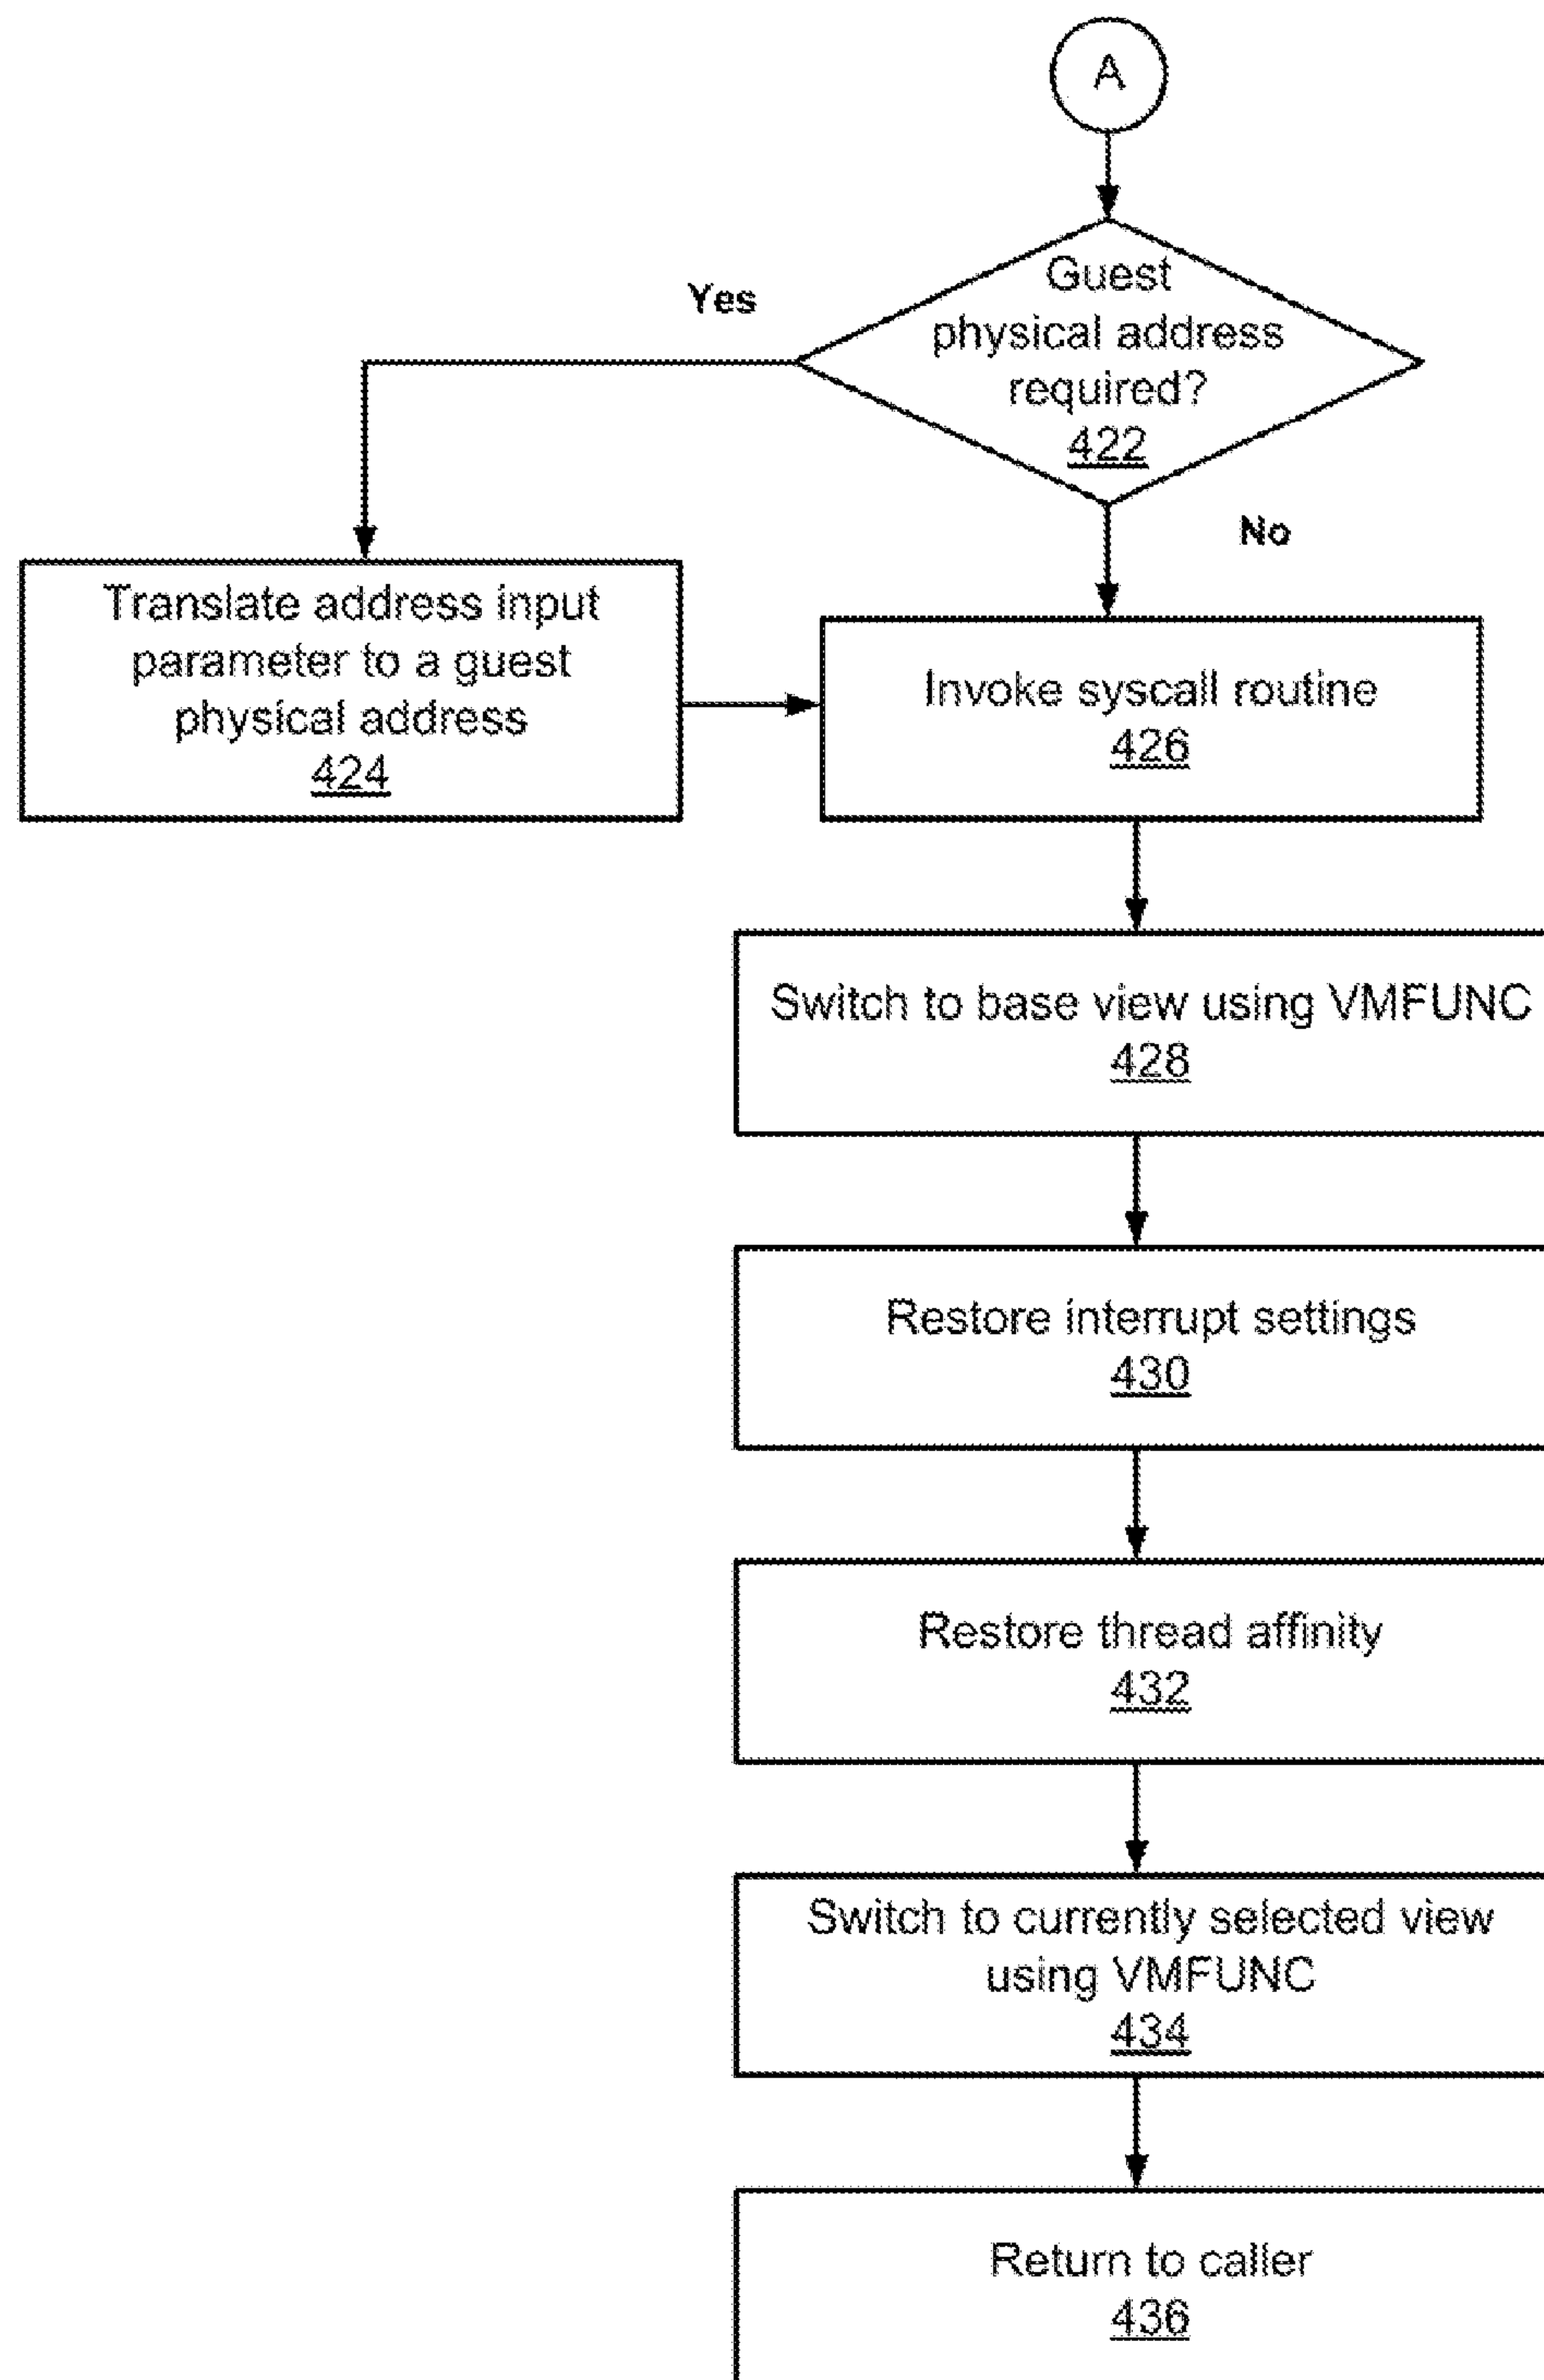 A
Guest
physical address
required?
422
Yes
No
Translate address input
parameter to a guest
physical address
424
Invoke syscall routine
426
Switch to base view using VMFUNC
428
Restore interrupt settings
430
Restore thread affinity
432
Switch to currently selected view
using VMFUNC
434
Return to caller
436